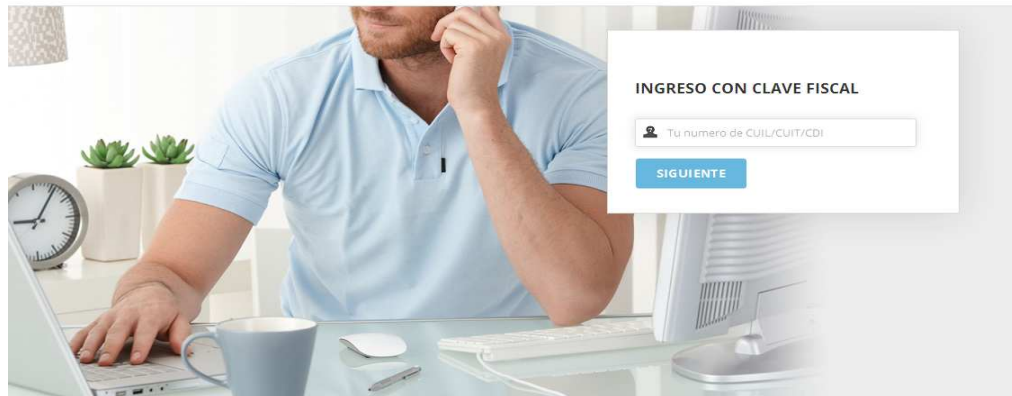 INGRESO CON CLAVE FISCAL
Tu numero de CUIL/CUIT/CDI
SIGUIENTE